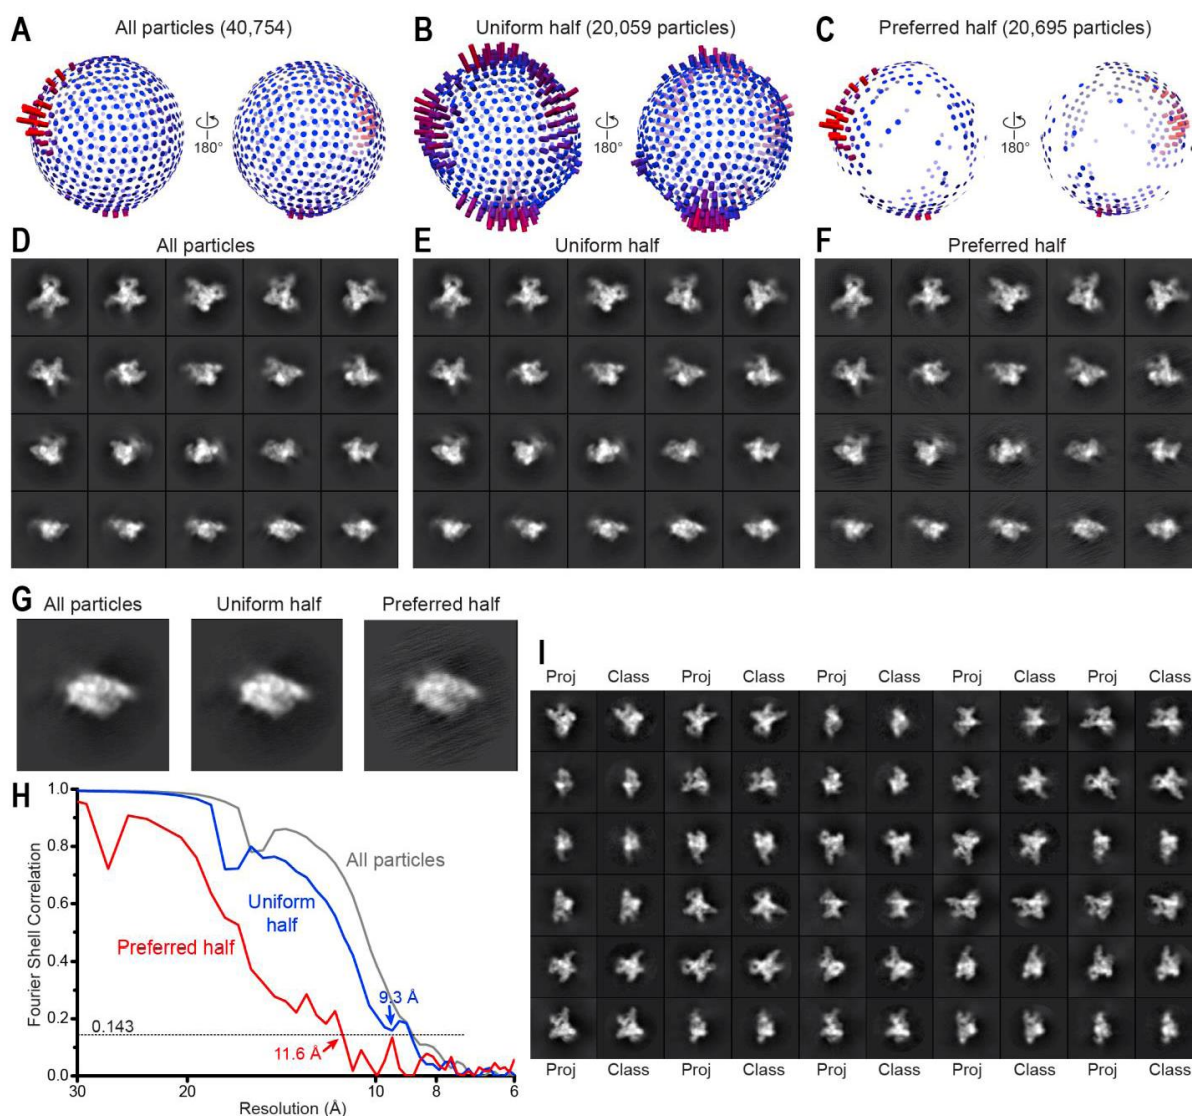 A All particles (40,754)
B Uniform half (20,059 particles)
C Preferred half (20,695 particles)
180°
180°
180°
D All particles
E Uniform half
F Preferred half
G All particles Uniform half Preferred half
I
Proj Class Proj Class Proj Class Proj Class Proj Class
H
Fourier Shell Correlation
1.0
0.8
0.6
0.4
0.2
0.0
All particles
Uniform
half
Preferred half
9.3 Å
0.143
11.6 Å
30 20 10 8 6
Resolution (Å)
Proj Class Proj Class Proj Class Proj Class Proj Class